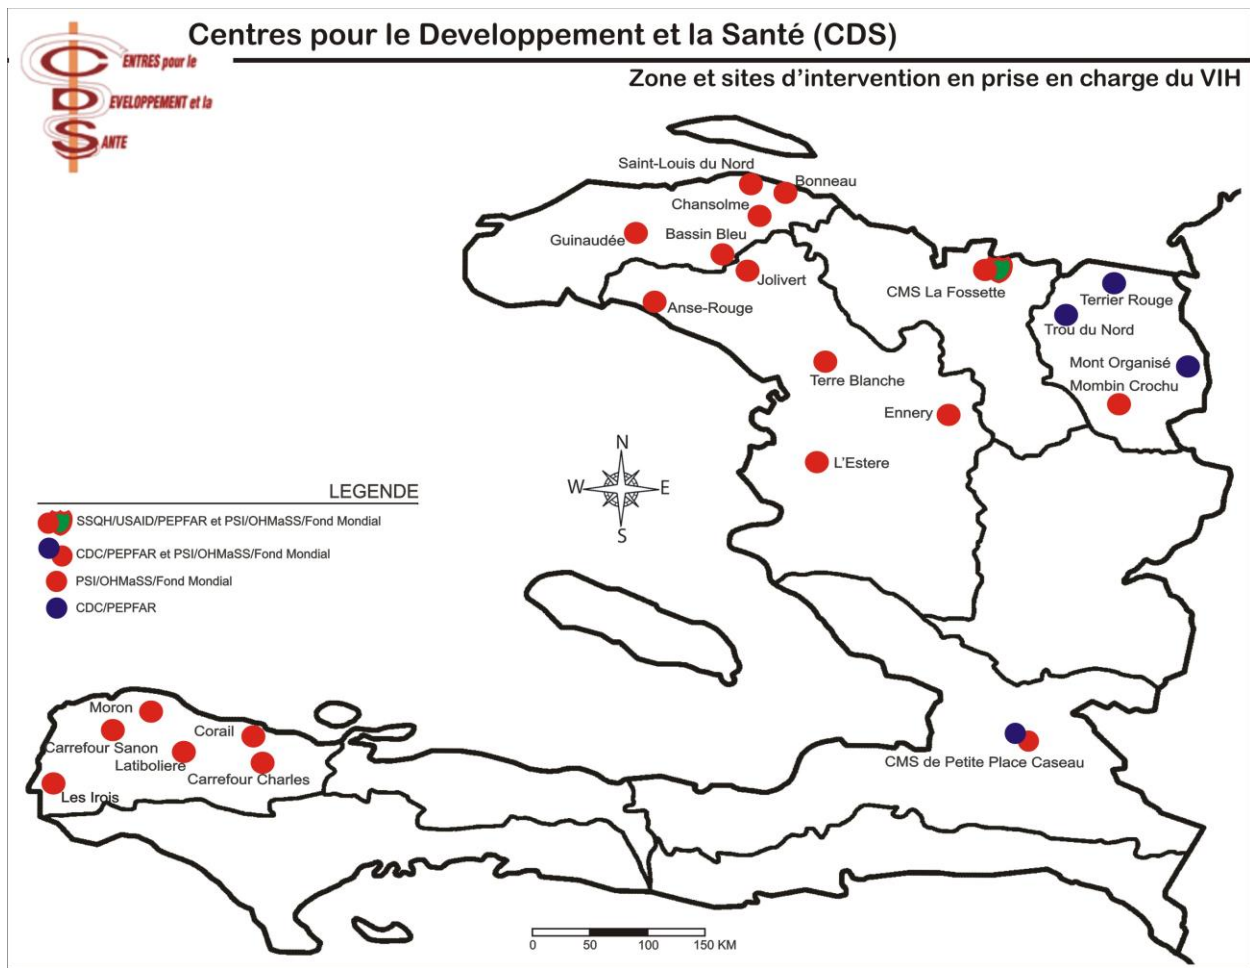 Centres pour le Developpement et la Santé (CDS)
Zone et sites d'intervention en prise en charge du VIH
CENTRES pour le
DEVELOPPEMENT et la
SANTE
Saint-Louis du Nord
Bonneau
Chansolme
Guinaudée
Bassin Bleu
Jolivert
CMS La Fossette
Anse-Rouge
Terrier Rouge
Trou du Nord
Mont Organisé
Terre Blanche
Mombin Crochu
Ennery
L'Estere
N
W
E
S
LEGENDE
SSQH/USAID/PEPFAR et PSI/OHMaSS/Fond Mondial
CDC/PEPFAR et PSI/OHMaSS/Fond Mondial
PSI/OHMaSS/Fond Mondial
CDC/PEPFAR
Moron
Corail
Carrefour Sanon
Latiboliere
Carrefour Charles
Les Irois
CMS de Petite Place Caseau
0 50 100 150 KM